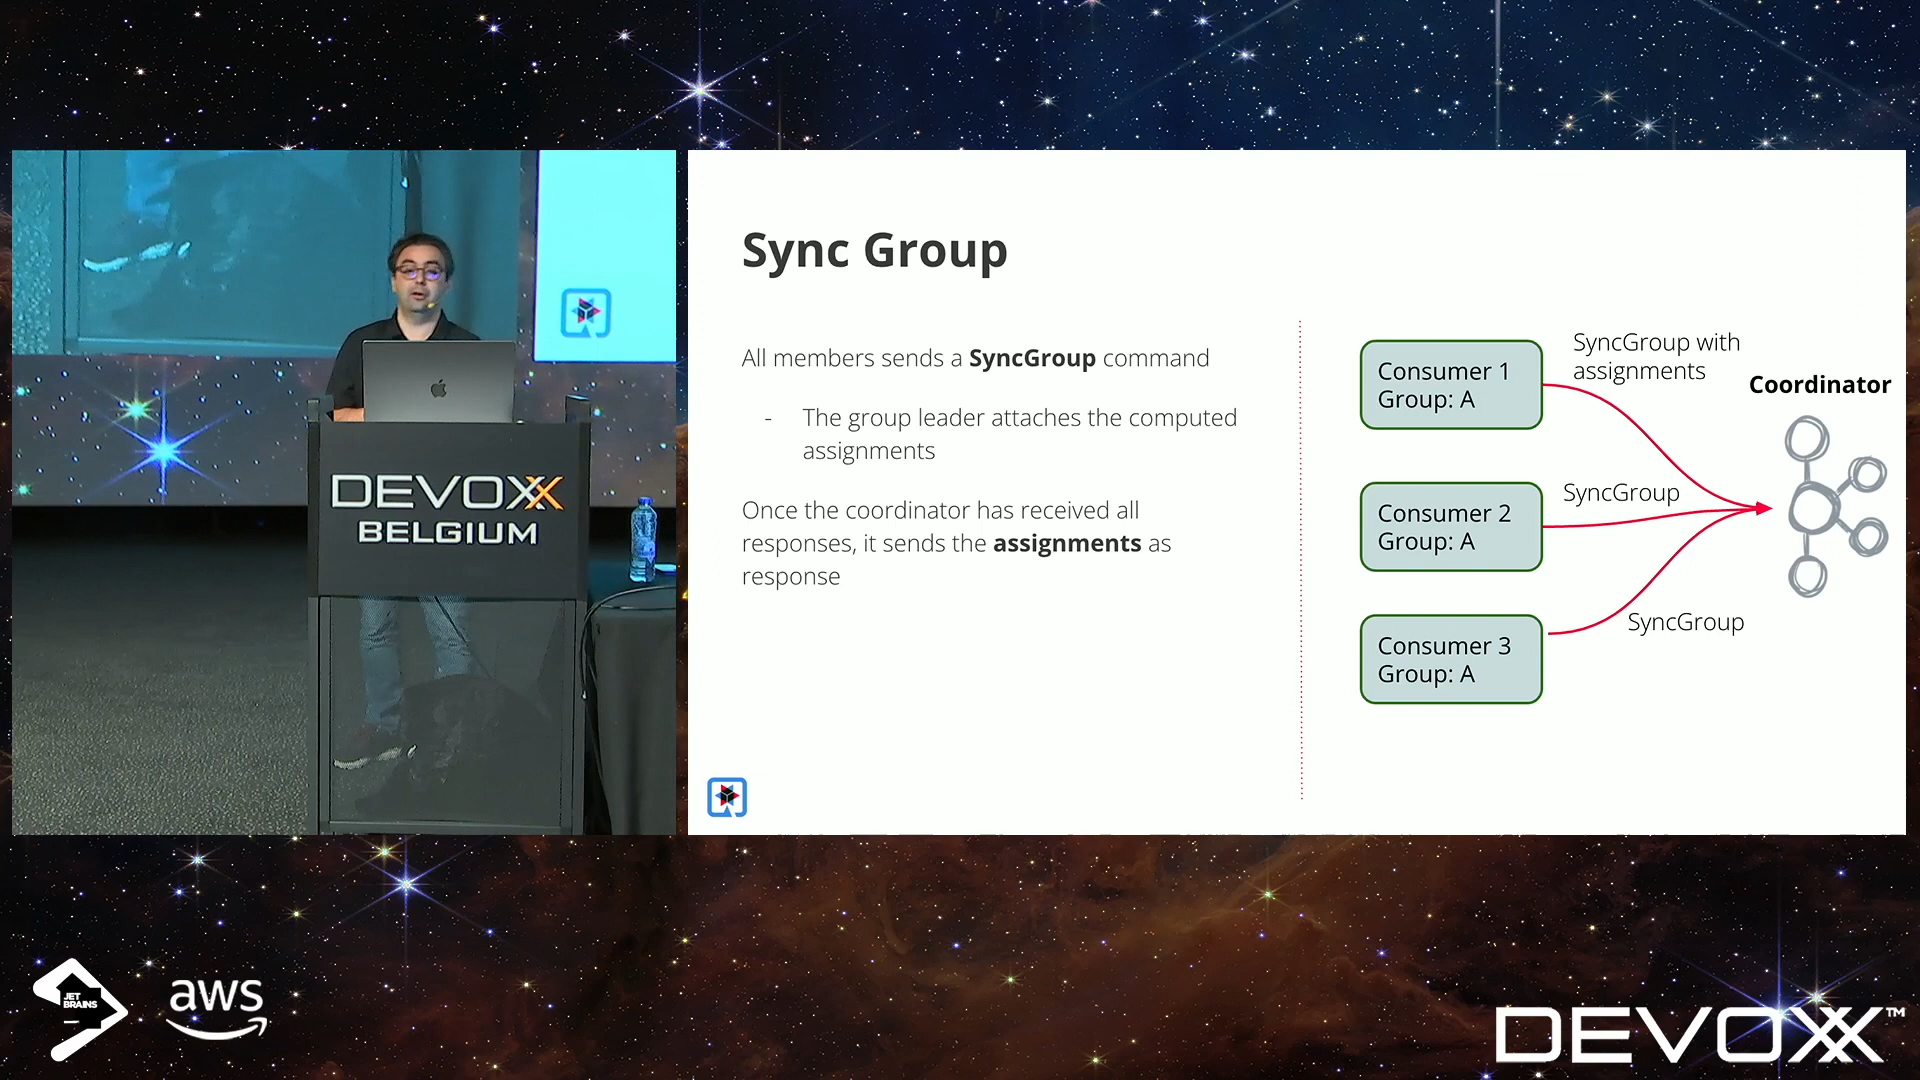 DEVOXX
BELGIUM
Sync Group
All members sends a SyncGroup command
- The group leader attaches the computed
assignments
Once the coordinator has received all
responses, it sends the assignments as
response
Consumer 1
Group: A
Consumer 2
Group: A
Consumer 3
Group: A
SyncGroup with
assignments
SyncGroup
SyncGroup
Coordinator
JET
BRAINS
aws
DEVOXX™